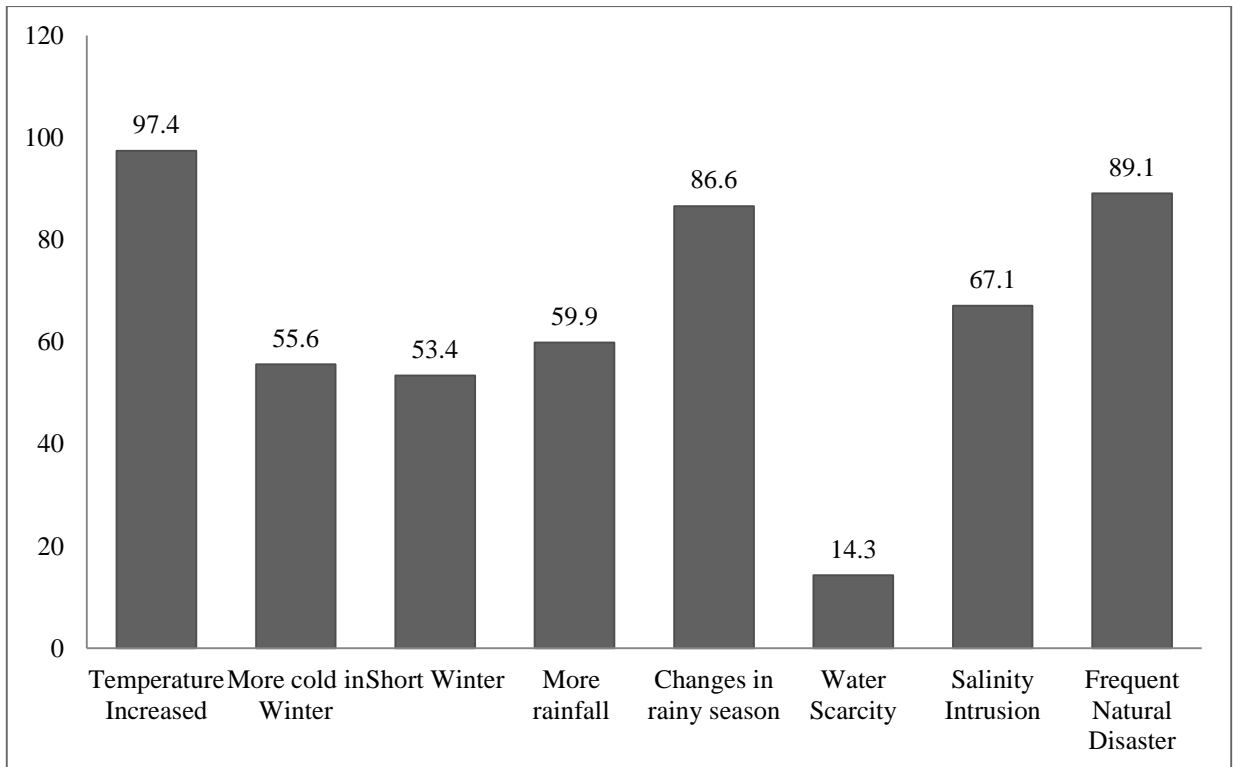 120
100
80
60
40
20
0
97.4
55.6
53.4
59.9
86.6
14.3
67.1
89.1
Temperature
Increased
More cold in
Winter
Short Winter
More
rainfall
Changes in
rainy season
Water
Scarcity
Salinity
Intrusion
Frequent
Natural
Disaster